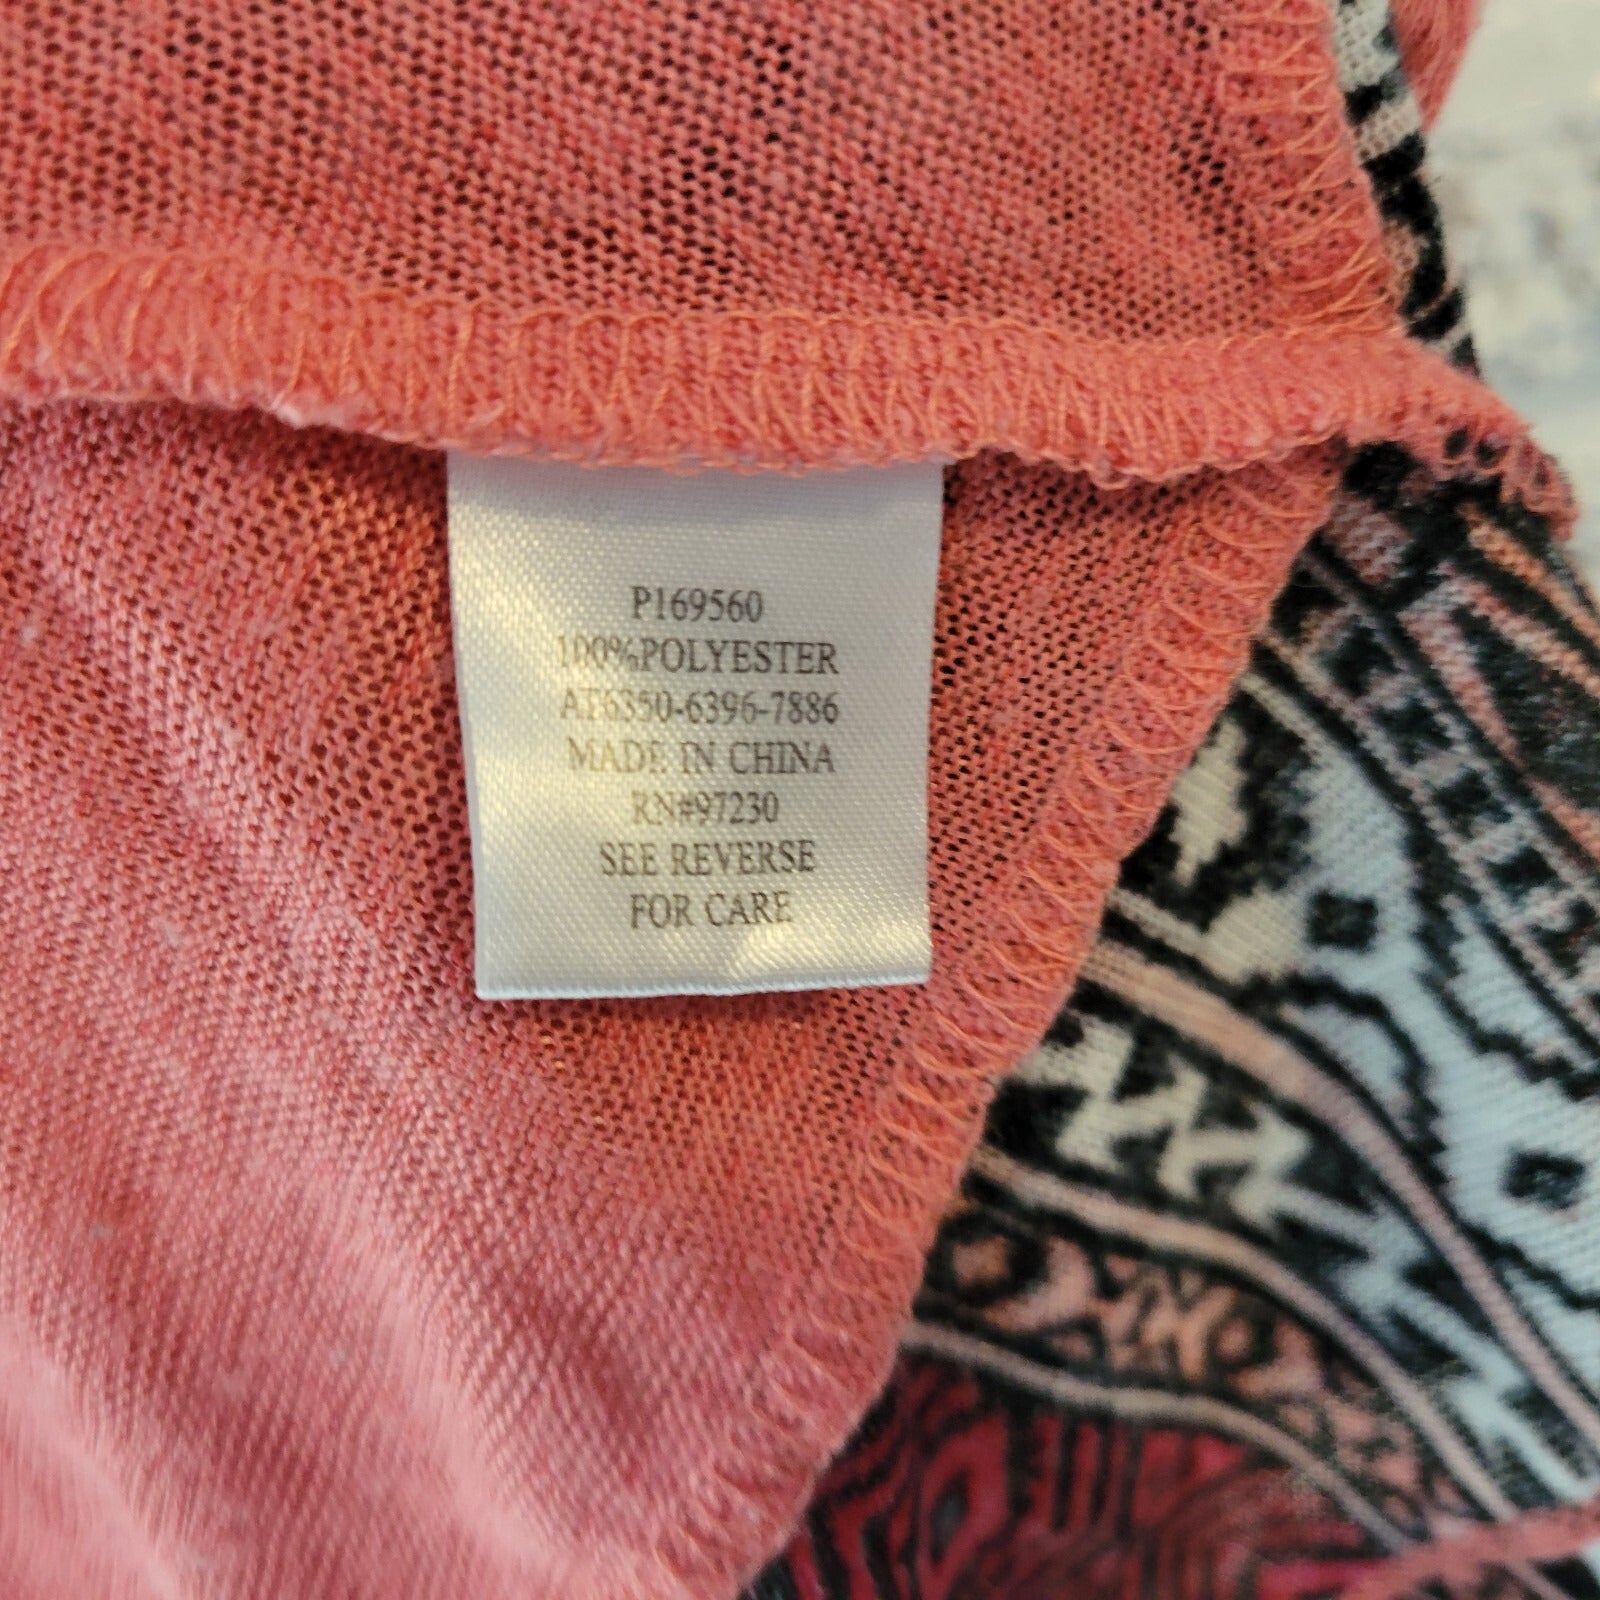 P169560
100%POLYESTER
AT6350-6396-7886
MADE IN CHINA
RN#97230
SEE REVERSE
FOR CARE